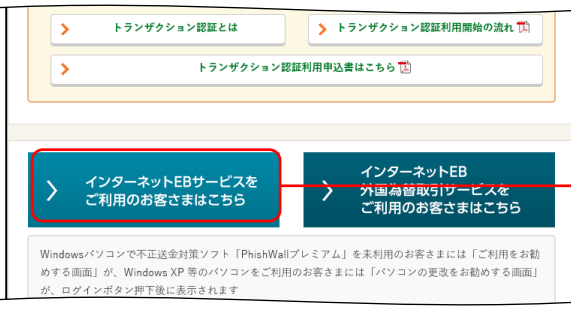 トランザクション認証とは
トランザクション認証利用開始の流れ
トランザクション認証利用申込書はこちら
インターネットEBサービスを
ご利用のお客さまはこちら
インターネットEB
外国為替取引サービスを
ご利用のお客さまはこちら
Windowsパソコンで不正送金対策ソフト「PhishWallプレミアム」を未利用のお客さまには「ご利用をお勧
めする画面」が、Windows XP 等のパソコンをご利用のお客さまには「パソコンの更改をお勧めする画面」
が、ログインボタン押下後に表示されます